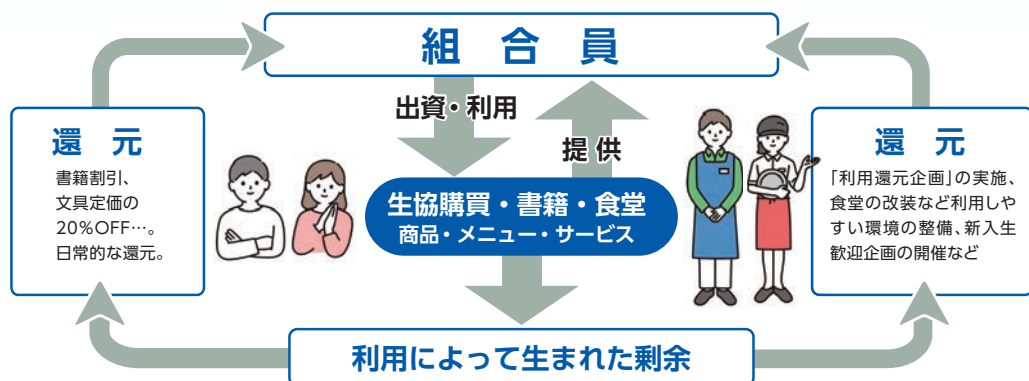 組合員
出資・利用
提供
還元
書籍割引、
文具定価の
20%OFF…。
日常的な還元。
生協購買・書籍・食堂
商品・メニュー・サービス
還元
「利用還元企画」の実施、
食堂の改装など利用しや
すい環境の整備、新入生
歓迎企画の開催など
利用によって生まれた剰余